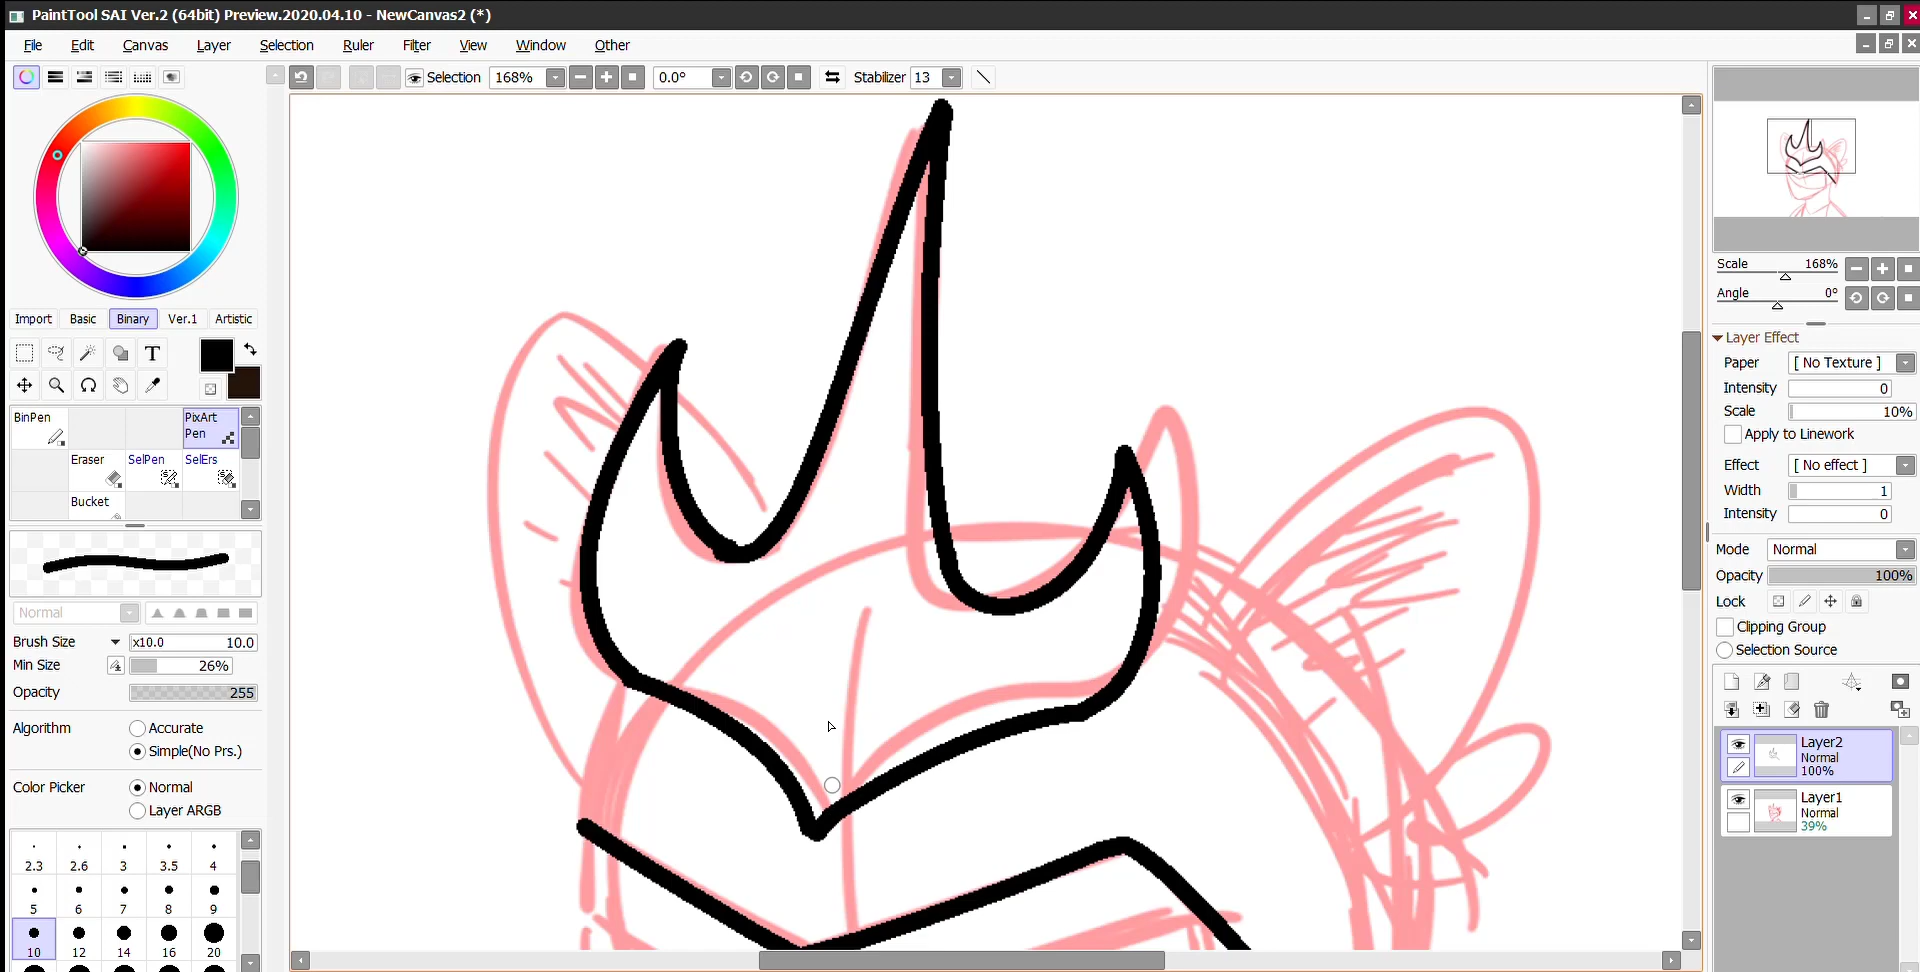 PaintTool SAI Ver.2 (64bit) Preview.2020.04.10 - NewCanvas2 (*)
File Edit Canvas Layer Selection Ruler Filter View Window Other
Selection 168% 0.0° Stabilizer 13
Scale 168%
Angle 0°
Import Basic Binary Ver.1 Artistic
T
BinPen PixArt Pen
Eraser SelPen SelErs
Bucket
Normal
Brush Size x10.0 10.0
Min Size 26%
Opacity 255
Algorithm Accurate
Simple(No Prs.)
Color Picker Normal
Layer ARGB
2.3 2.6 3 3.5 4
5 6 7 8 9
10 12 14 16 20
Layer Effect
Paper [ No Texture ]
Intensity 0
Scale 10%
Apply to Linework
Effect [ No effect ]
Width 1
Intensity 0
Mode Normal
Opacity 100%
Lock
Clipping Group
Selection Source
Layer2
Normal
100%
Layer1
Normal
39%